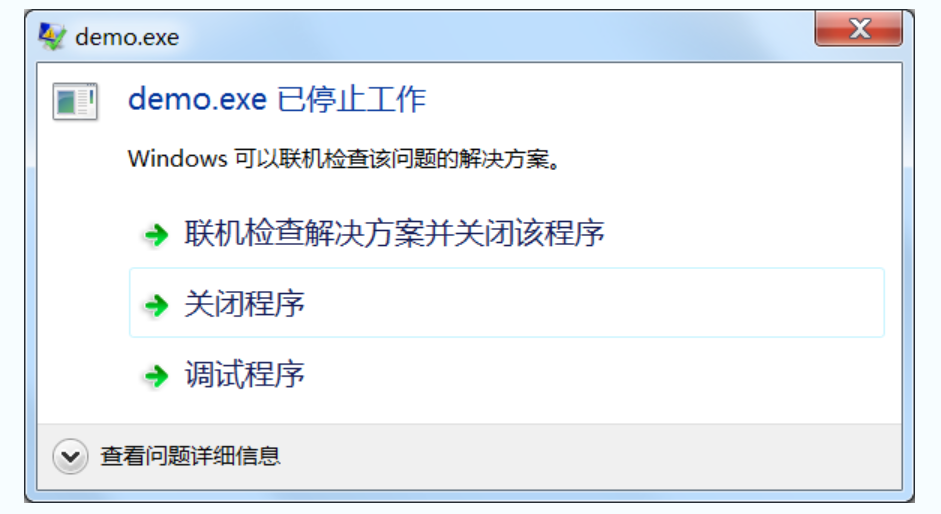 demo.exe
demo.exe 已停止工作
Windows 可以联机检查该问题的解决方案。
联机检查解决方案并关闭该程序
关闭程序
调试程序
查看问题详细信息